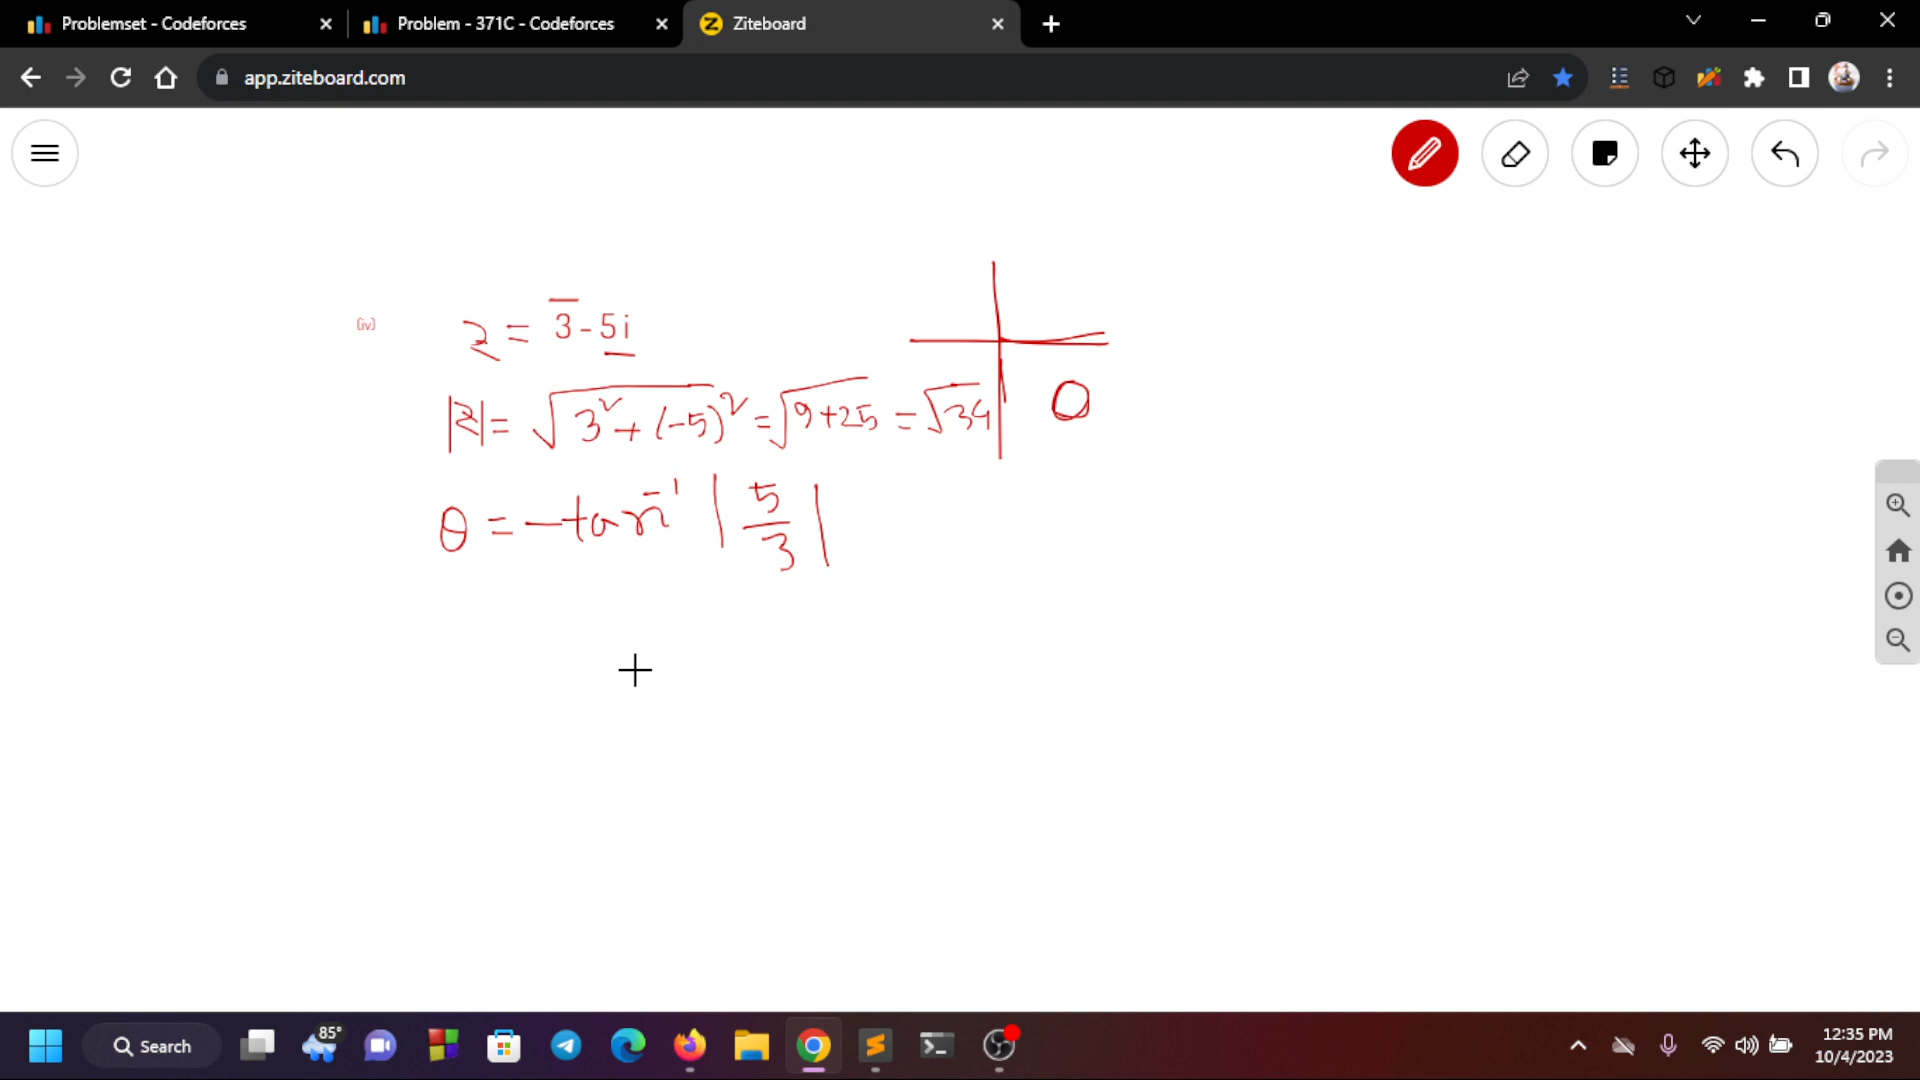 Problemset - Codeforces
Problem - 371C - Codeforces
Ziteboard
app.ziteboard.com
(iv) z = 3 - 5i
|z| = √3² + (-5)² = √9+25 = √34
θ = -tan⁻¹ |5/3|
85°
Search
12:35 PM
10/4/2023